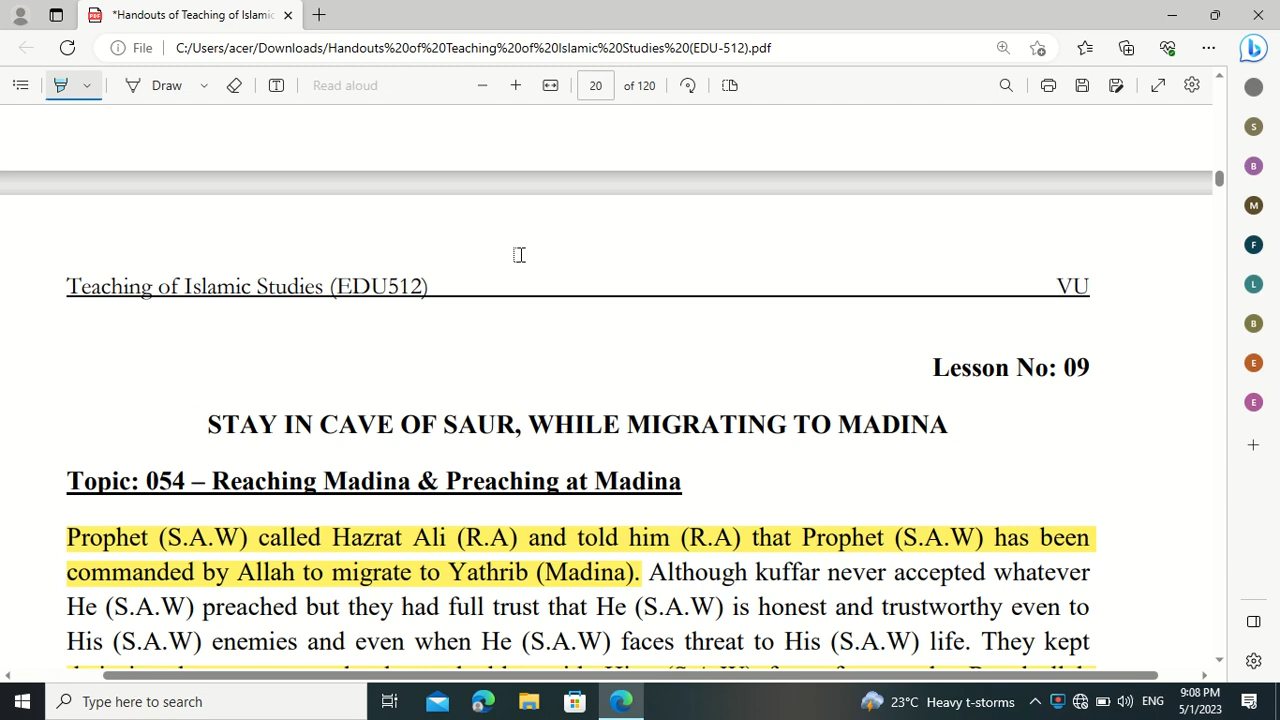 *Handouts of Teaching of Islamic
File
C:/Users/acer/Downloads/Handouts%20of%20Teaching%20of%20Islamic%20Studies%20(EDU-512).pdf
Draw
Read aloud
20 of 120
S
B
M
F
L
B
E
E
Teaching of Islamic Studies (EDU512) VU
Lesson No: 09
STAY IN CAVE OF SAUR, WHILE MIGRATING TO MADINA
Topic: 054 – Reaching Madina & Preaching at Madina
Prophet (S.A.W) called Hazrat Ali (R.A) and told him (R.A) that Prophet (S.A.W) has been
commanded by Allah to migrate to Yathrib (Madina). Although kuffar never accepted whatever
He (S.A.W) preached but they had full trust that He (S.A.W) is honest and trustworthy even to
His (S.A.W) enemies and even when He (S.A.W) faces threat to His (S.A.W) life. They kept
Type here to search
23°C Heavy t-storms
ENG
9:08 PM
5/1/2023